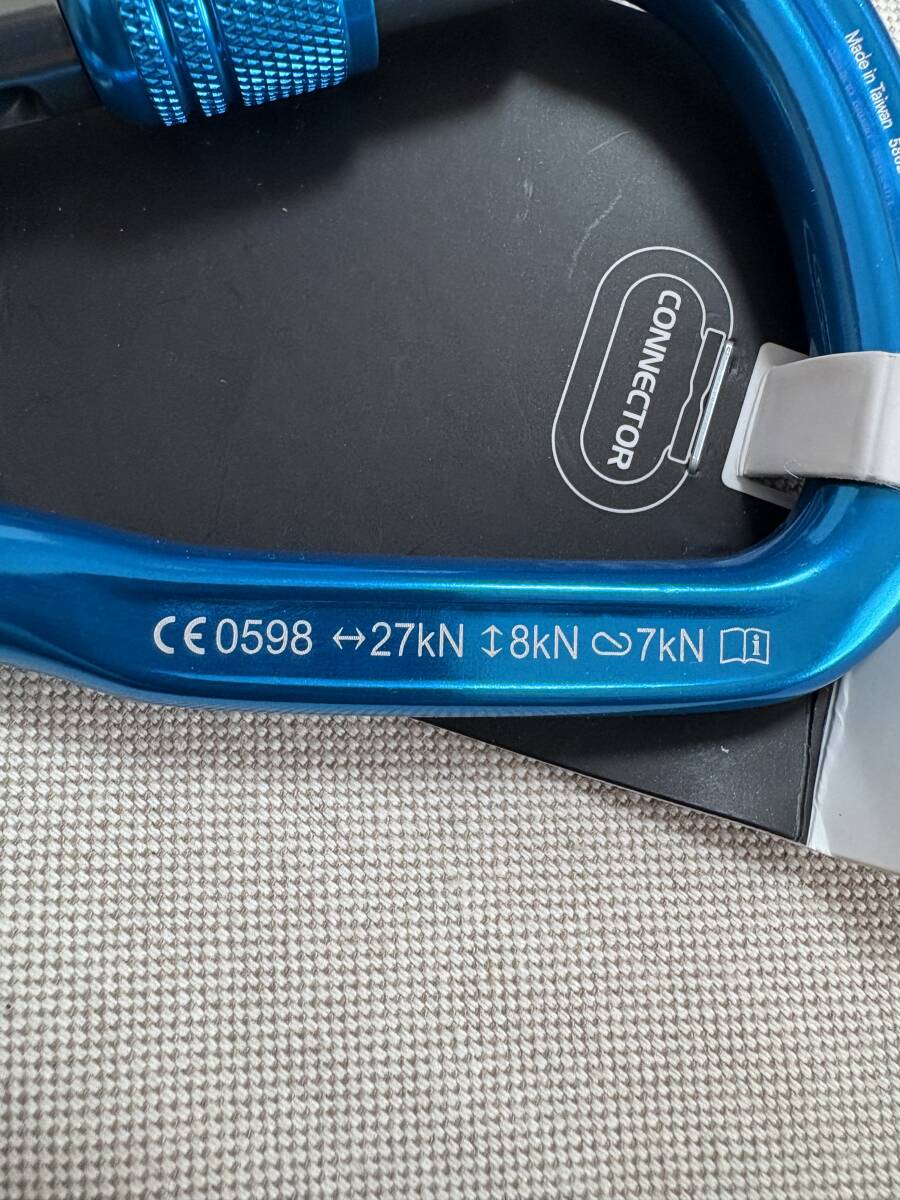 Made in Taiwan
CONNECTOR
CE 0598 ↔27kN ↕8kN 7kN